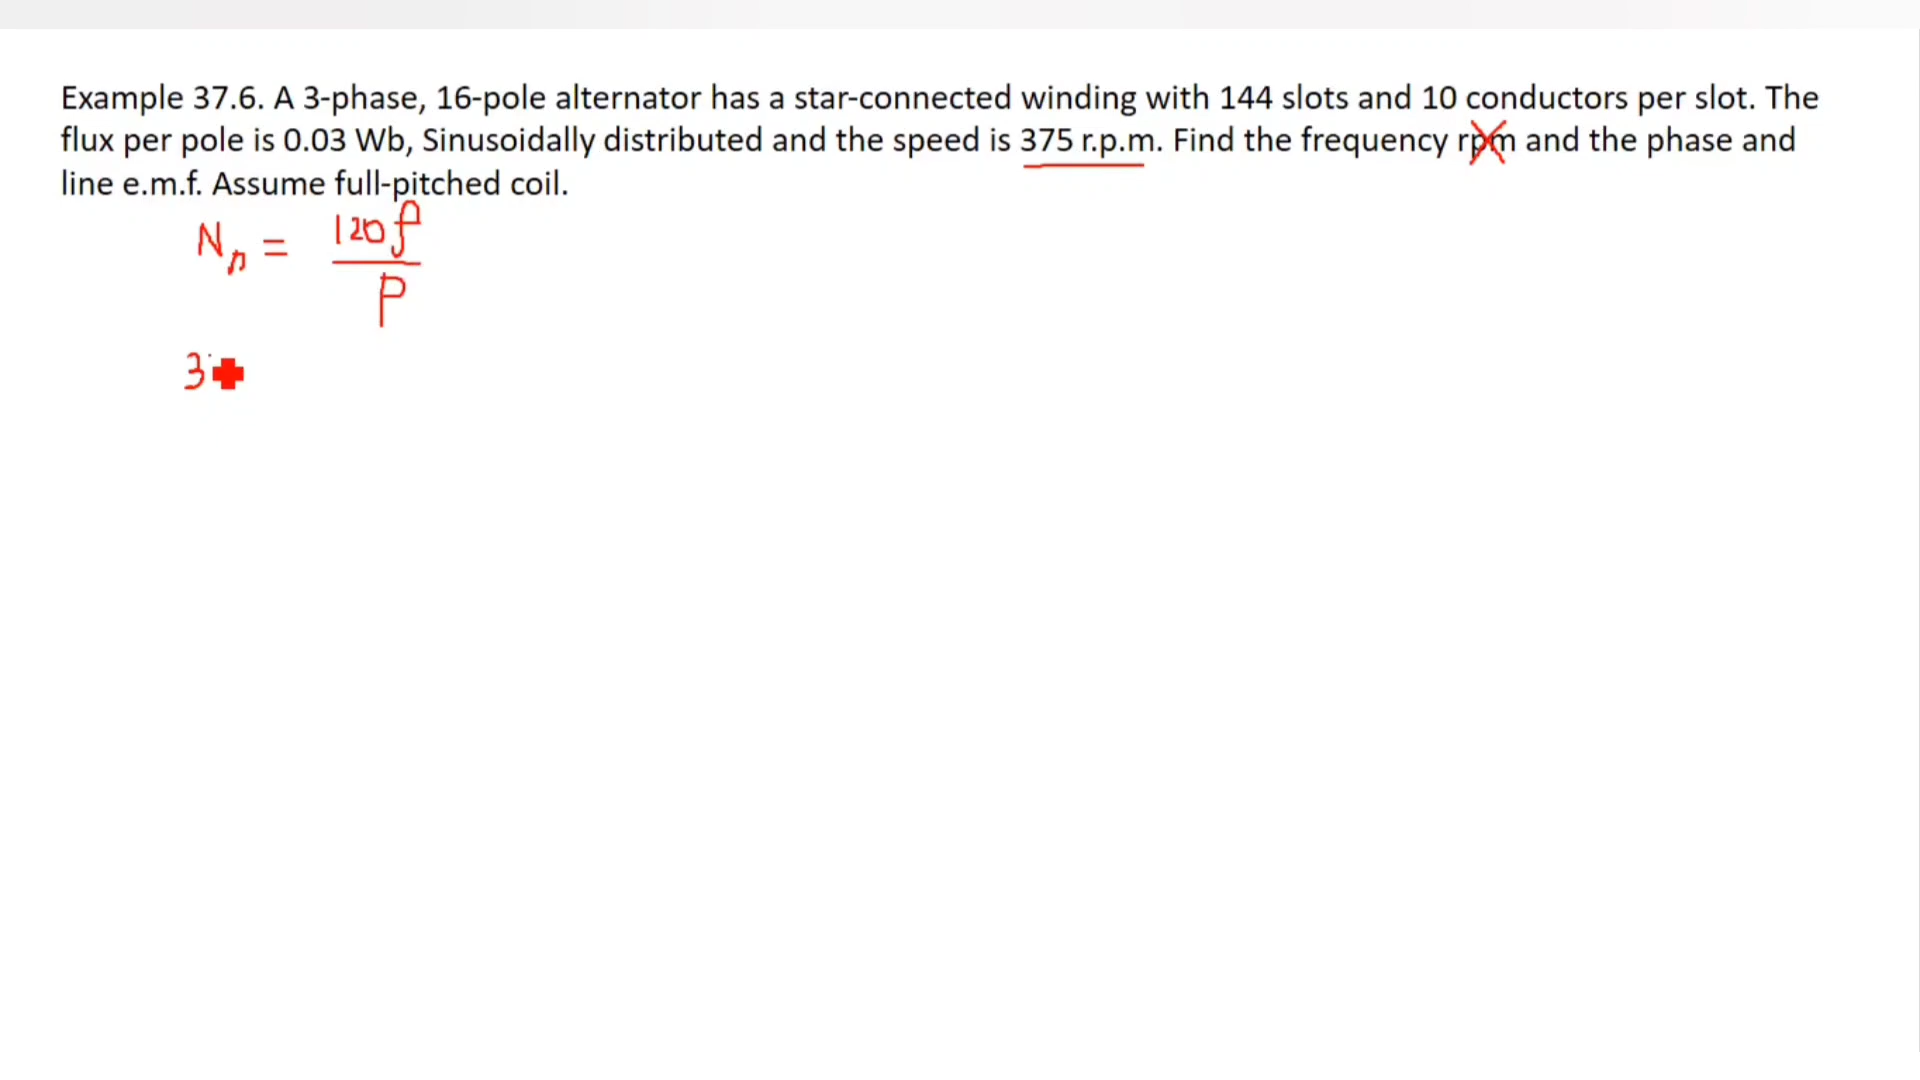 Example 37.6. A 3-phase, 16-pole alternator has a star-connected winding with 144 slots and 10 conductors per slot. The
flux per pole is 0.03 Wb, Sinusoidally distributed and the speed is 375 r.p.m. Find the frequency rpm and the phase and
line e.m.f. Assume full-pitched coil.
N = 120f
P
3